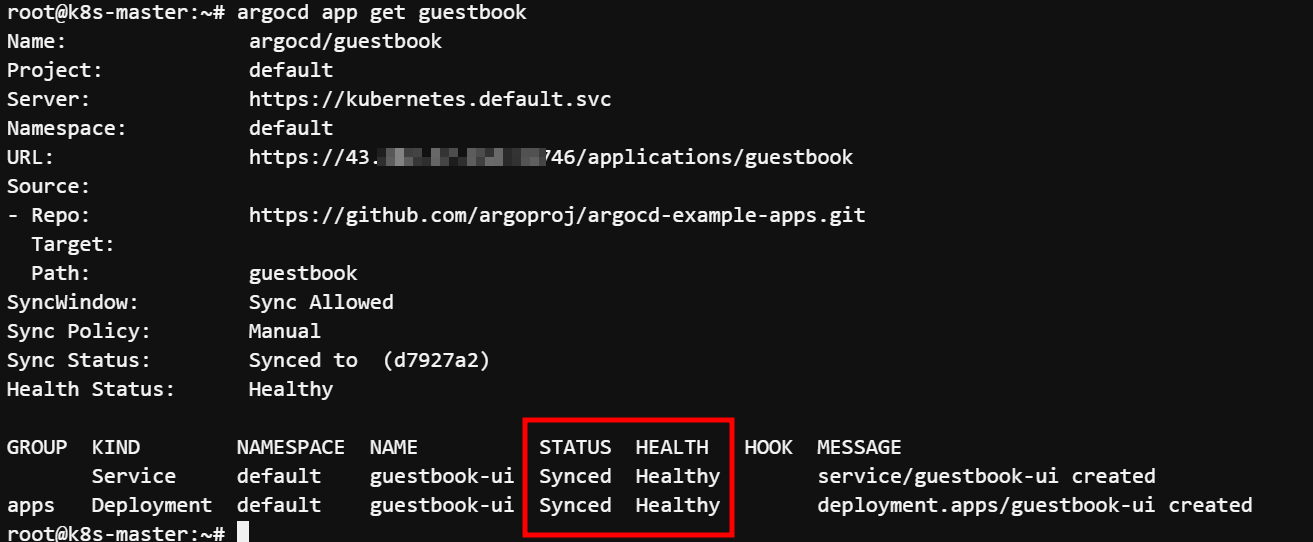 root@k8s-master:~# argocd app get guestbook
Name:               argocd/guestbook
Project:            default
Server:             https://kubernetes.default.svc
Namespace:          default
URL:                https://43. 746/applications/guestbook
Source:
- Repo:             https://github.com/argoproj/argocd-example-apps.git
  Target:
  Path:             guestbook
SyncWindow:         Sync Allowed
Sync Policy:        Manual
Sync Status:        Synced to  (d7927a2)
Health Status:      Healthy

GROUP  KIND        NAMESPACE  NAME          STATUS  HEALTH   HOOK  MESSAGE
       Service     default    guestbook-ui  Synced  Healthy        service/guestbook-ui created
apps   Deployment  default    guestbook-ui  Synced  Healthy        deployment.apps/guestbook-ui created
root@k8s-master:~#